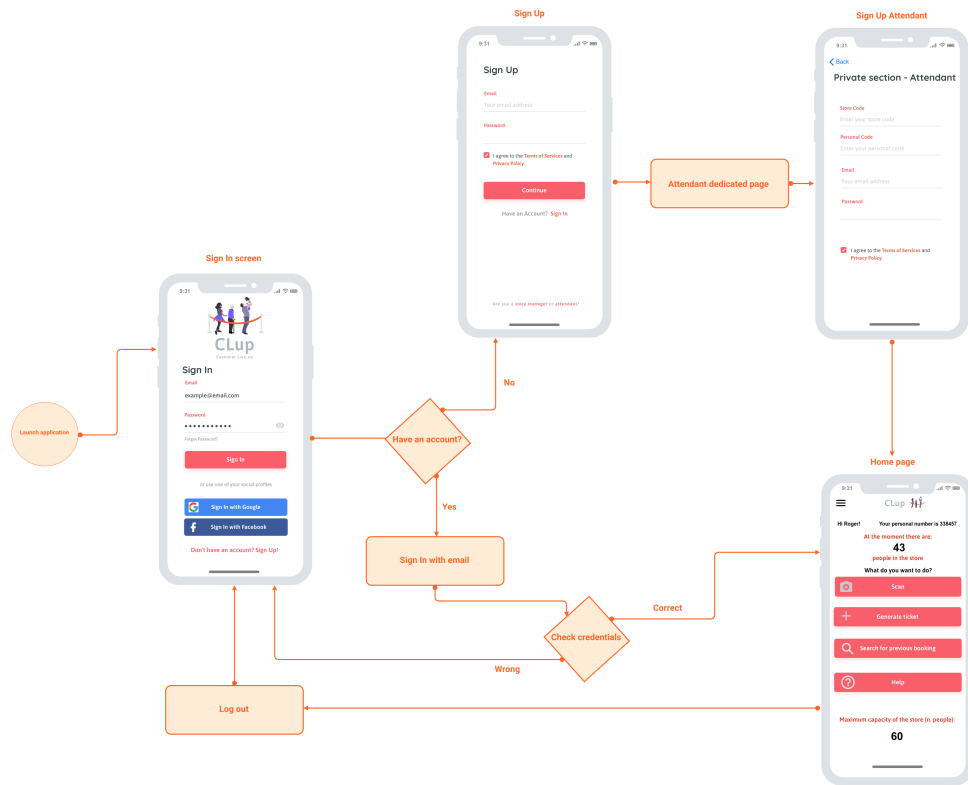 Sign Up
9:31
Sign Up
Email
Your email address
Password
I agree to the Terms of Services and
Privacy Policy.
Continue
Have an Account? Sign In
Are you a store manager or attendant?
Attendant dedicated page
Sign Up Attendant
9:31
Back
Private section - Attendant
Store Code
Enter your store code
Personal Code
Enter your personal code
Email
Your email address
Password
I agree to the Terms of Services and
Privacy Policy.
Launch application
Sign In screen
9:31
CLup
Customer Line-up
Sign In
Email
example@email.com
Password
Forgot Password?
Sign In
or use one of your social profiles
Sign In with Google
Sign In with Facebook
Don't have an account? Sign Up!
Have an account?
No
Yes
Sign In with email
Check credentials
Correct
Wrong
Log out
Home page
9:31
CLup
Hi Roger!
Your personal number is 338457
At the moment there are:
43
people in the store
What do you want to do?
Scan
Generate ticket
Search for previous booking
Help
Maximum capacity of the store (n. people):
60